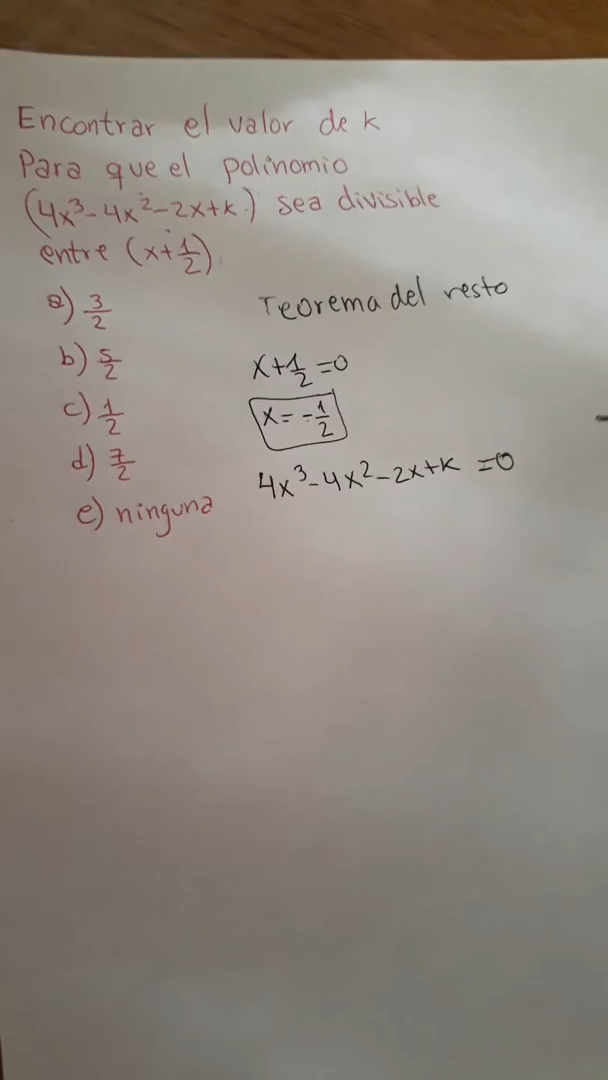 Encontrar el valor de k
Para que el polinomio
(4x³-4x²-2x+k) sea divisible
entre (x+1/2)
a) 3/2
b) 5/2
c) 1/2
d) 7/2
e) ninguna
Teorema del resto
x+1/2=0
x=-1/2
4x³-4x²-2x+k=0